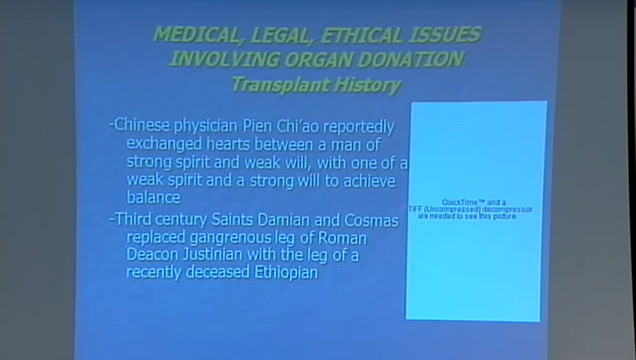 MEDICAL, LEGAL, ETHICAL ISSUES
INVOLVING ORGAN DONATION
Transplant History
-Chinese physician Pien Chi'ao reportedly
exchanged hearts between a man of
strong spirit and weak will, with one of a
weak spirit and a strong will to achieve
balance
-Third century Saints Damian and Cosmas
replaced gangrenous leg of Roman
Deacon Justinian with the leg of a
recently deceased Ethiopian
QuickTime™ and a
TIFF (Uncompressed) decompressor
are needed to see this picture.